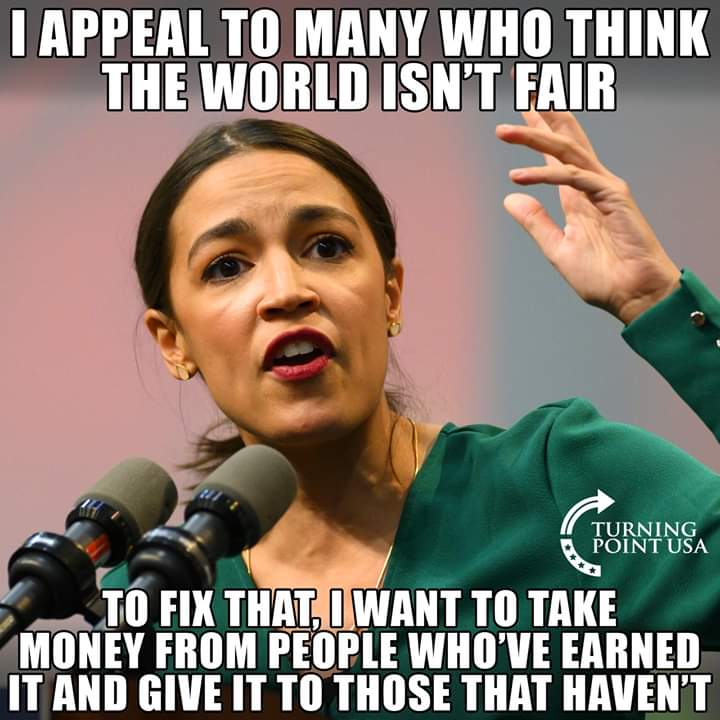 I APPEAL TO MANY WHO THINK
THE WORLD ISN'T FAIR
TURNING
POINT USA
TO FIX THAT, I WANT TO TAKE
MONEY FROM PEOPLE WHO'VE EARNED
IT AND GIVE IT TO THOSE THAT HAVEN'T